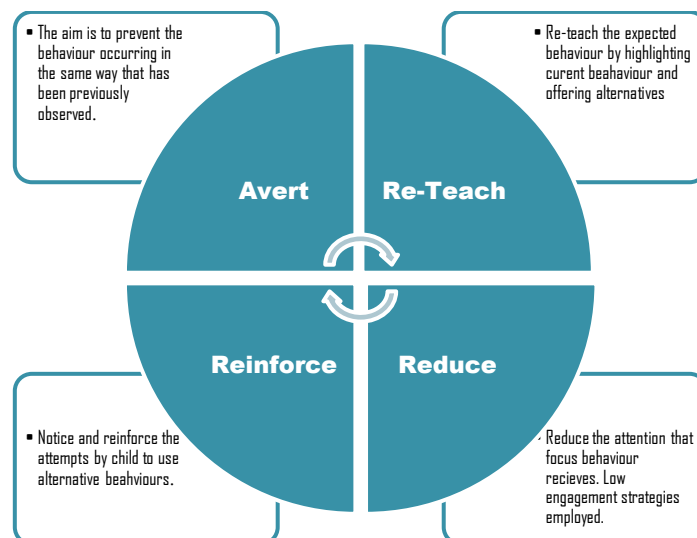 ▪ The aim is to prevent the
behaviour occurring in
the same way that has
been previously
observed.
▪ Re-teach the expected
behaviour by highlighting
curent beahaviour and
offering alternatives
Avert
Re-Teach
Reinforce
Reduce
▪ Notice and reinforce the
attempts by child to use
alternative beahviours.
▪ Reduce the attention that
focus behaviour
recieves. Low
engagement strategies
employed.